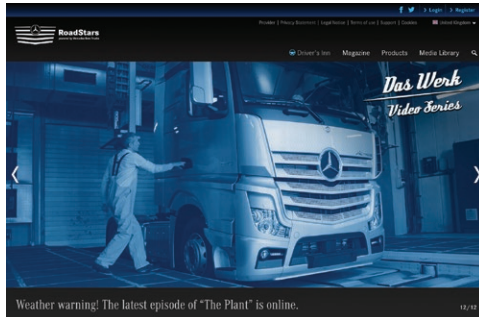 > Login > Register
Provider | Privacy Statement | Legal Notice | Terms of use | Support | Cookies
United Kingdom
RoadStars
Driver's Inn Magazine Products Media Library
Das Werk
Video Series
Weather warning! The latest episode of “The Plant” is online.
12/12